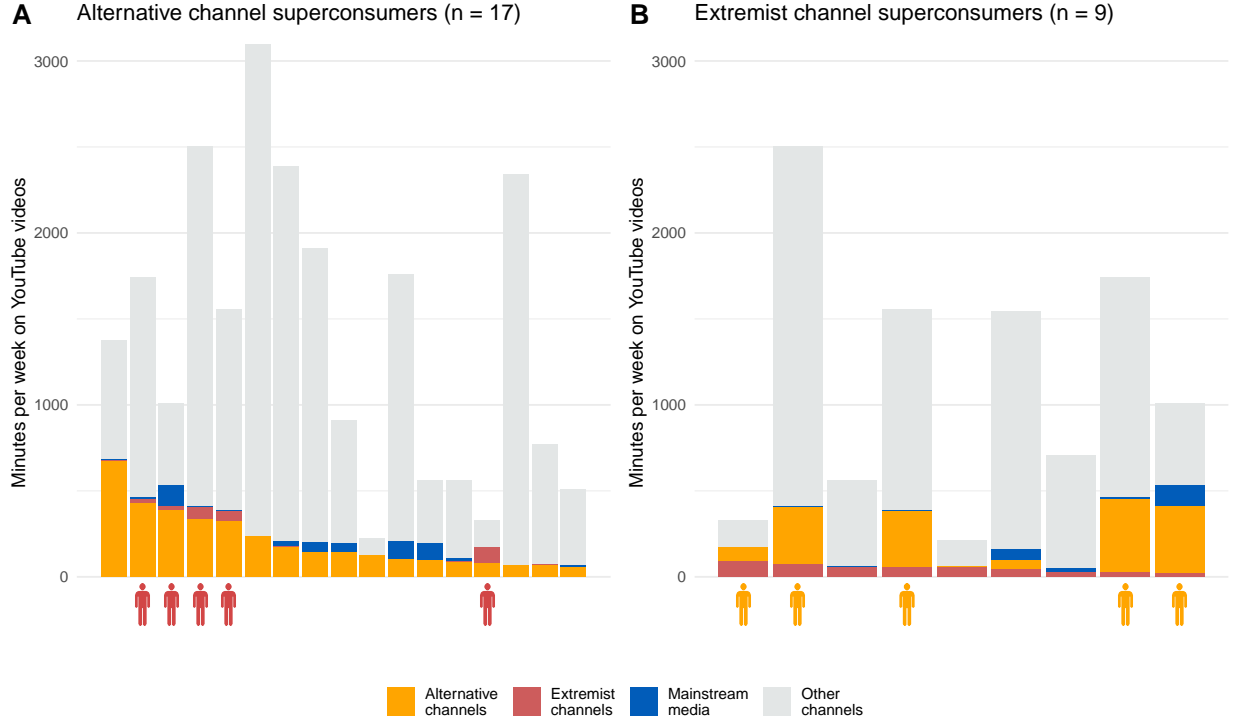 A Alternative channel superconsumers (n = 17)
Minutes per week on YouTube videos
3000
2000
1000
0
B Extremist channel superconsumers (n = 9)
Minutes per week on YouTube videos
3000
2000
1000
0
Alternative
channels
Extremist
channels
Mainstream
media
Other
channels